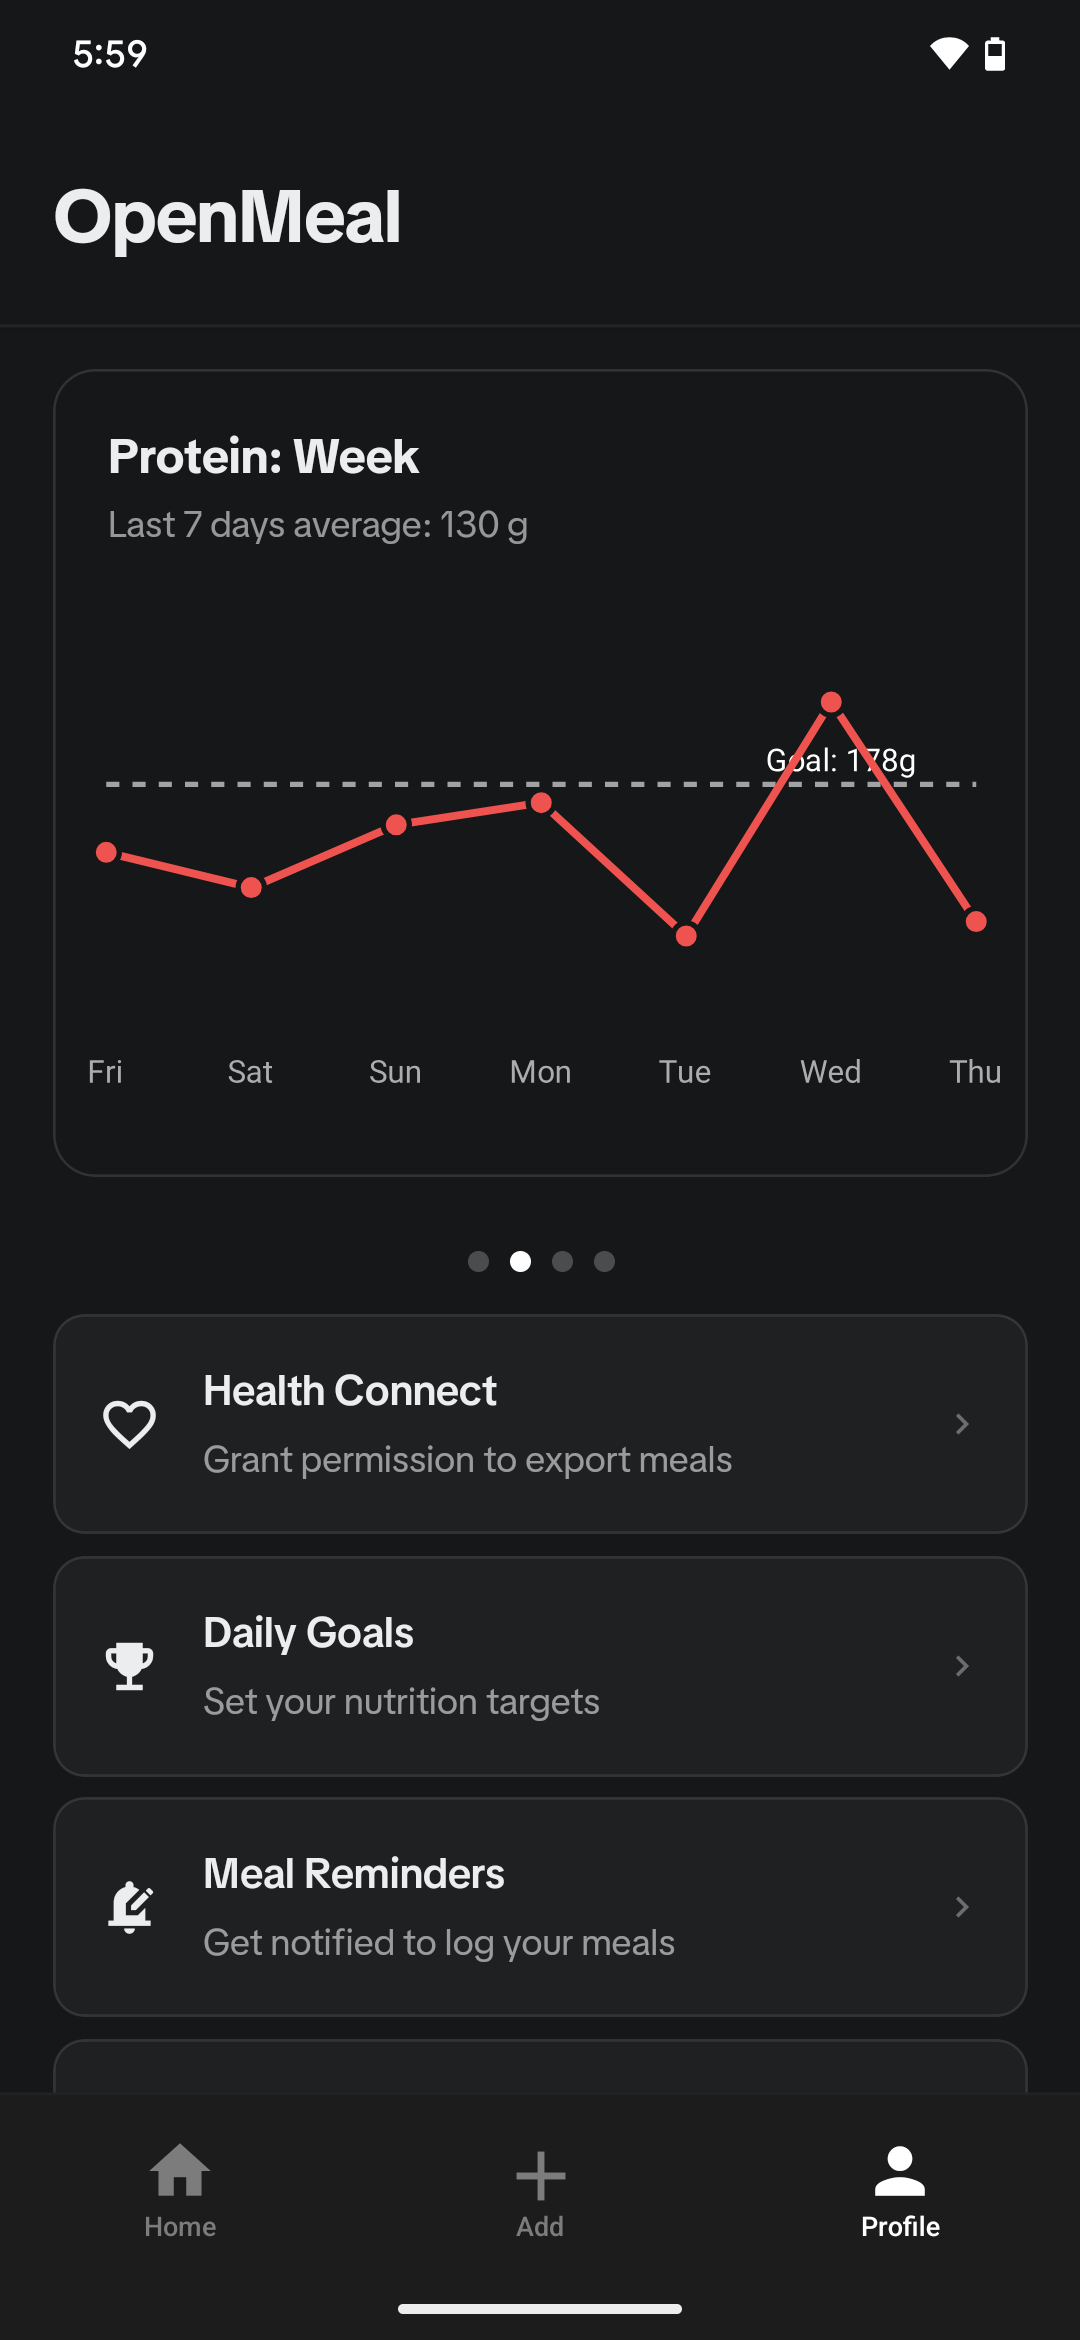 5:59
OpenMeal
Protein: Week
Last 7 days average: 130 g
Goal: 178g
Fri Sat Sun Mon Tue Wed Thu
Health Connect
Grant permission to export meals
Daily Goals
Set your nutrition targets
Meal Reminders
Get notified to log your meals
Home Add Profile